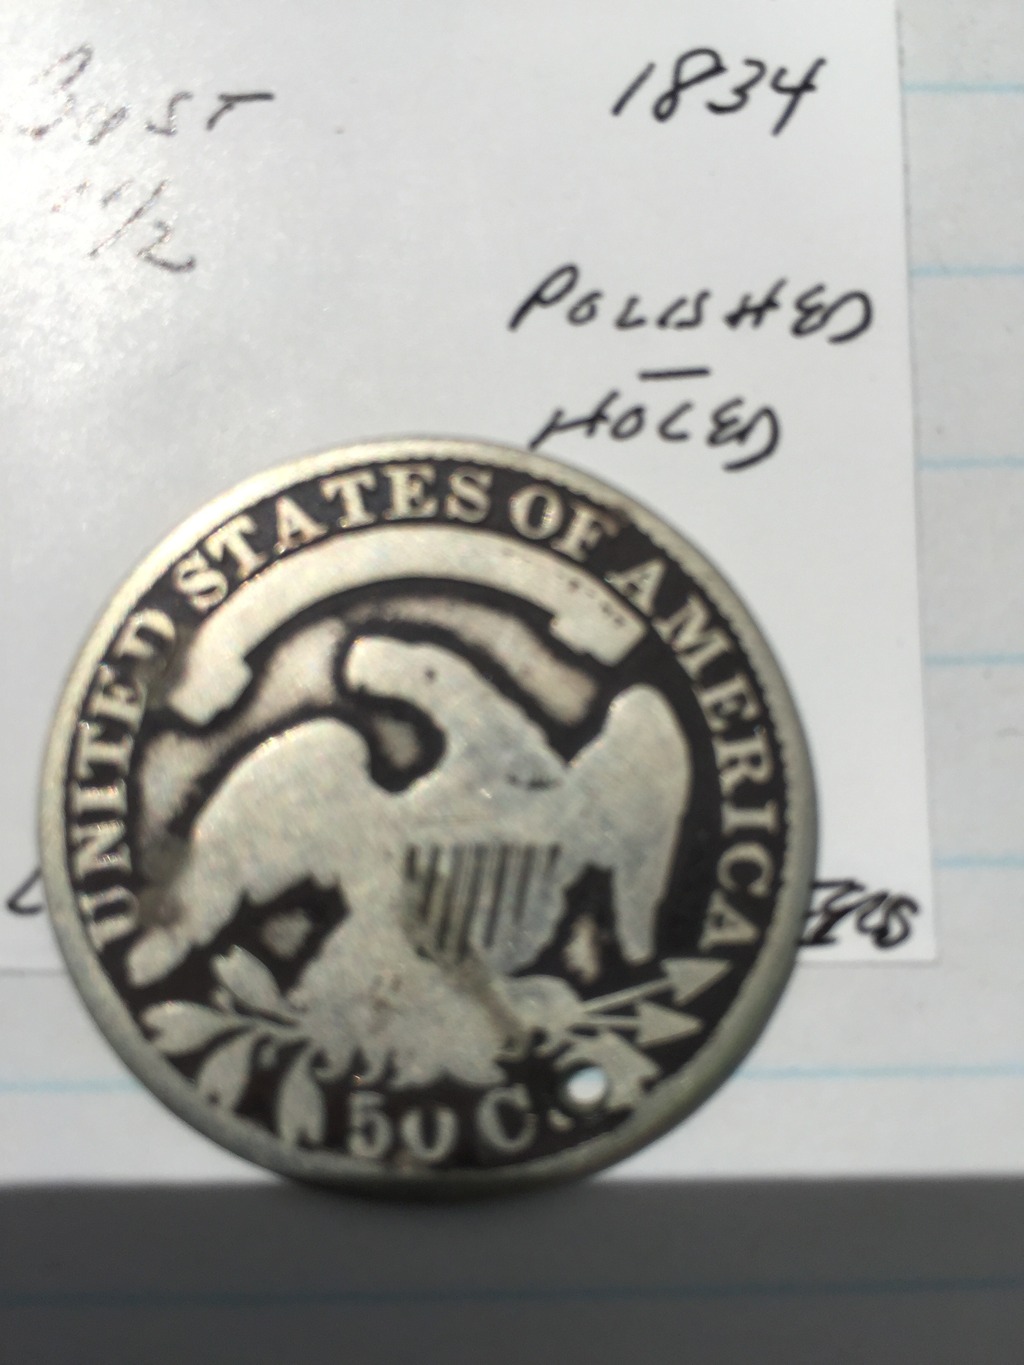 BUST
1834
1/2
POLISHED
—
HOLED
UNITED STATES OF AMERICA
50 C.